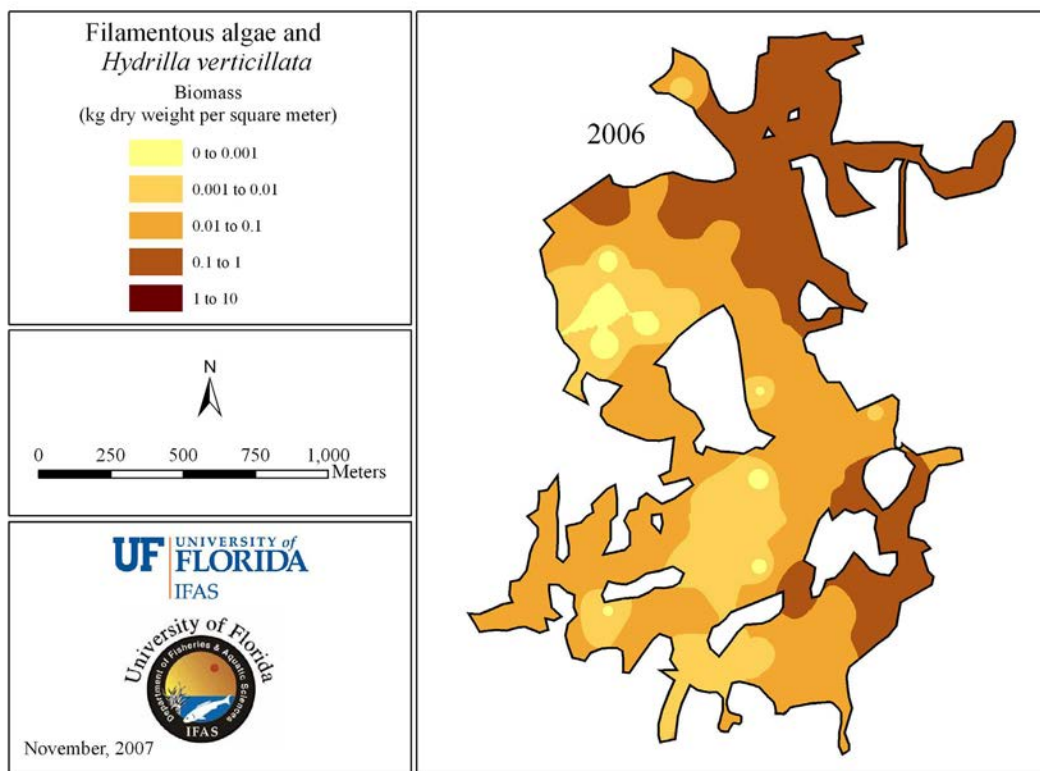 Filamentous algae and
Hydrilla verticillata
Biomass
(kg dry weight per square meter)
0 to 0.001
0.001 to 0.01
0.01 to 0.1
0.1 to 1
1 to 10
N
0 250 500 750 1,000
Meters
UF UNIVERSITY of
FLORIDA
IFAS
University of Florida
Department of Fisheries & Aquatic Sciences
IFAS
November, 2007
2006